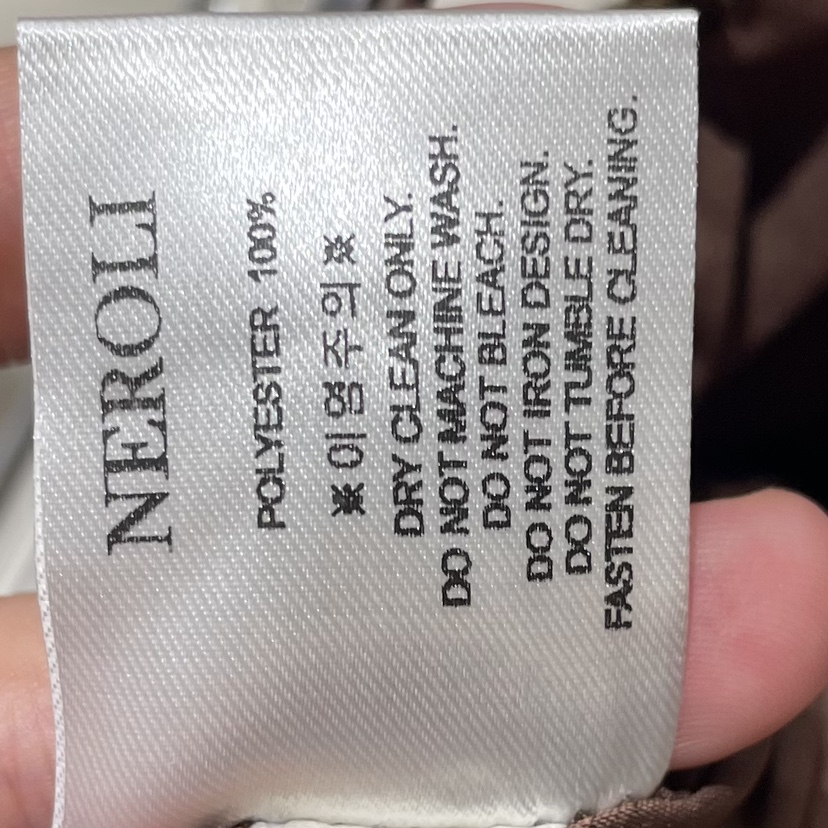 NEROLI
POLYESTER 100%
※이염주의※
DRY CLEAN ONLY.
DO NOT MACHINE WASH.
DO NOT BLEACH.
DO NOT IRON DESIGN.
DO NOT TUMBLE DRY.
FASTEN BEFORE CLEANING.